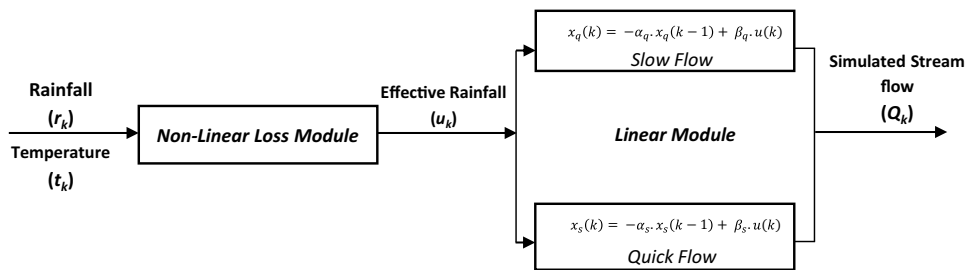 Rainfall
(r_k)
Temperature
(t_k)
Non-Linear Loss Module
Effective Rainfall
(u_k)
x_q(k) = −α_q. x_q(k − 1) + β_q. u(k)
Slow Flow
Linear Module
x_s(k) = −α_s. x_s(k − 1) + β_s. u(k)
Quick Flow
Simulated Stream
flow
(Q_k)